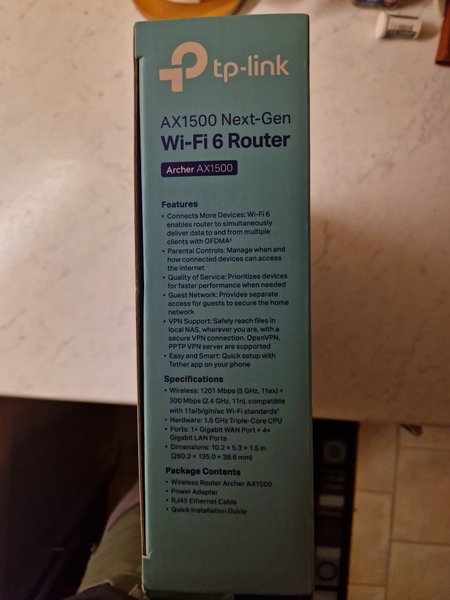 tp-link
AX1500 Next-Gen
Wi-Fi 6 Router
Archer AX1500
Features
• Connects More Devices: Wi-Fi 6
enables router to simultaneously
deliver data to and from multiple
clients with OFDMA²
• Parental Controls: Manage when and
how connected devices can access
the internet
• Quality of Service: Prioritizes devices
for faster performance when needed
• Guest Network: Provides separate
access for guests to secure the home
network
• VPN Support: Safely reach files in
local NAS, wherever you are, with a
secure VPN connection. OpenVPN,
PPTP VPN server are supported
• Easy and Smart: Quick setup with
Tether app on your phone
Specifications
• Wireless: 1201 Mbps (5 GHz, 11ax) +
300 Mbps (2.4 GHz, 11n), compatible
with 11a/b/g/n/ac Wi-Fi standards¹
• Hardware: 1.5 GHz Triple-Core CPU
• Ports: 1× Gigabit WAN Port + 4×
Gigabit LAN Ports
• Dimensions: 10.2 × 5.3 × 1.5 in
(260.2 × 135.0 × 38.6 mm)
Package Contents
• Wireless Router Archer AX1500
• Power Adapter
• RJ45 Ethernet Cable
• Quick Installation Guide